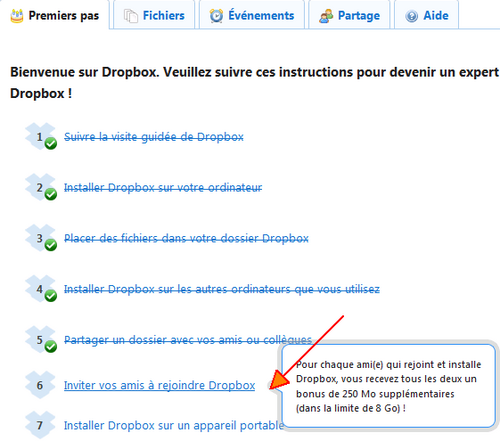 Premiers pas Fichiers Événements Partage Aide
Bienvenue sur Dropbox. Veuillez suivre ces instructions pour devenir un expert
Dropbox !
1 Suivre la visite guidée de Dropbox
2 Installer Dropbox sur votre ordinateur
3 Placer des fichiers dans votre dossier Dropbox
4 Installer Dropbox sur les autres ordinateurs que vous utilisez
5 Partager un dossier avec vos amis ou collègues
6 Inviter vos amis à rejoindre Dropbox
Pour chaque ami(e) qui rejoint et installe
Dropbox, vous recevez tous les deux un
bonus de 250 Mo supplémentaires
(dans la limite de 8 Go) !
7 Installer Dropbox sur un appareil portable